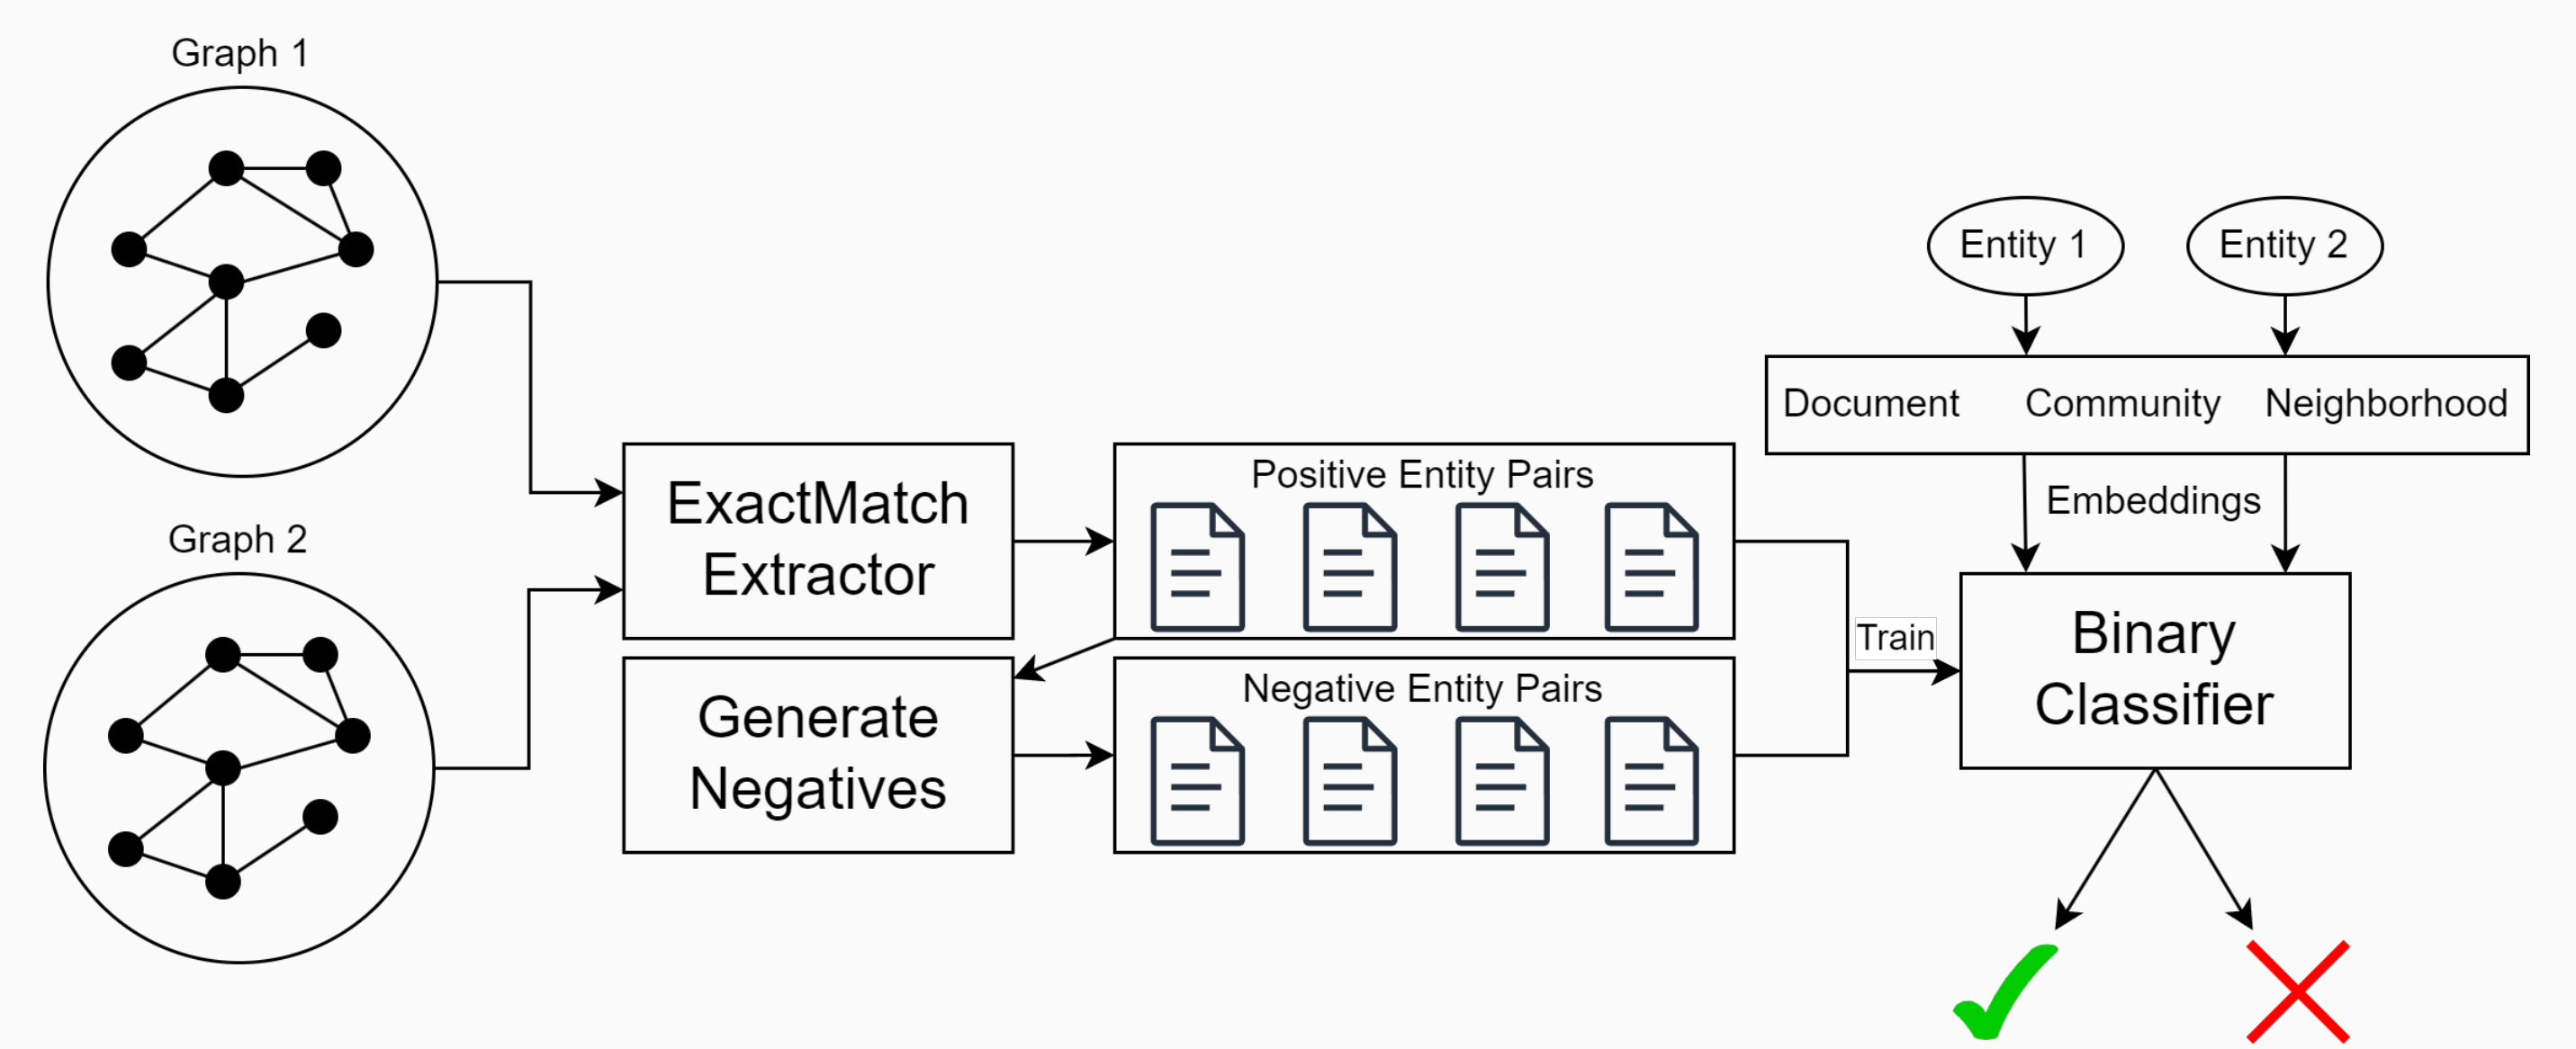 Graph 1
Graph 2
ExactMatch
Extractor
Generate
Negatives
Positive Entity Pairs
Negative Entity Pairs
Train
Entity 1
Entity 2
Document Community Neighborhood
Embeddings
Binary
Classifier